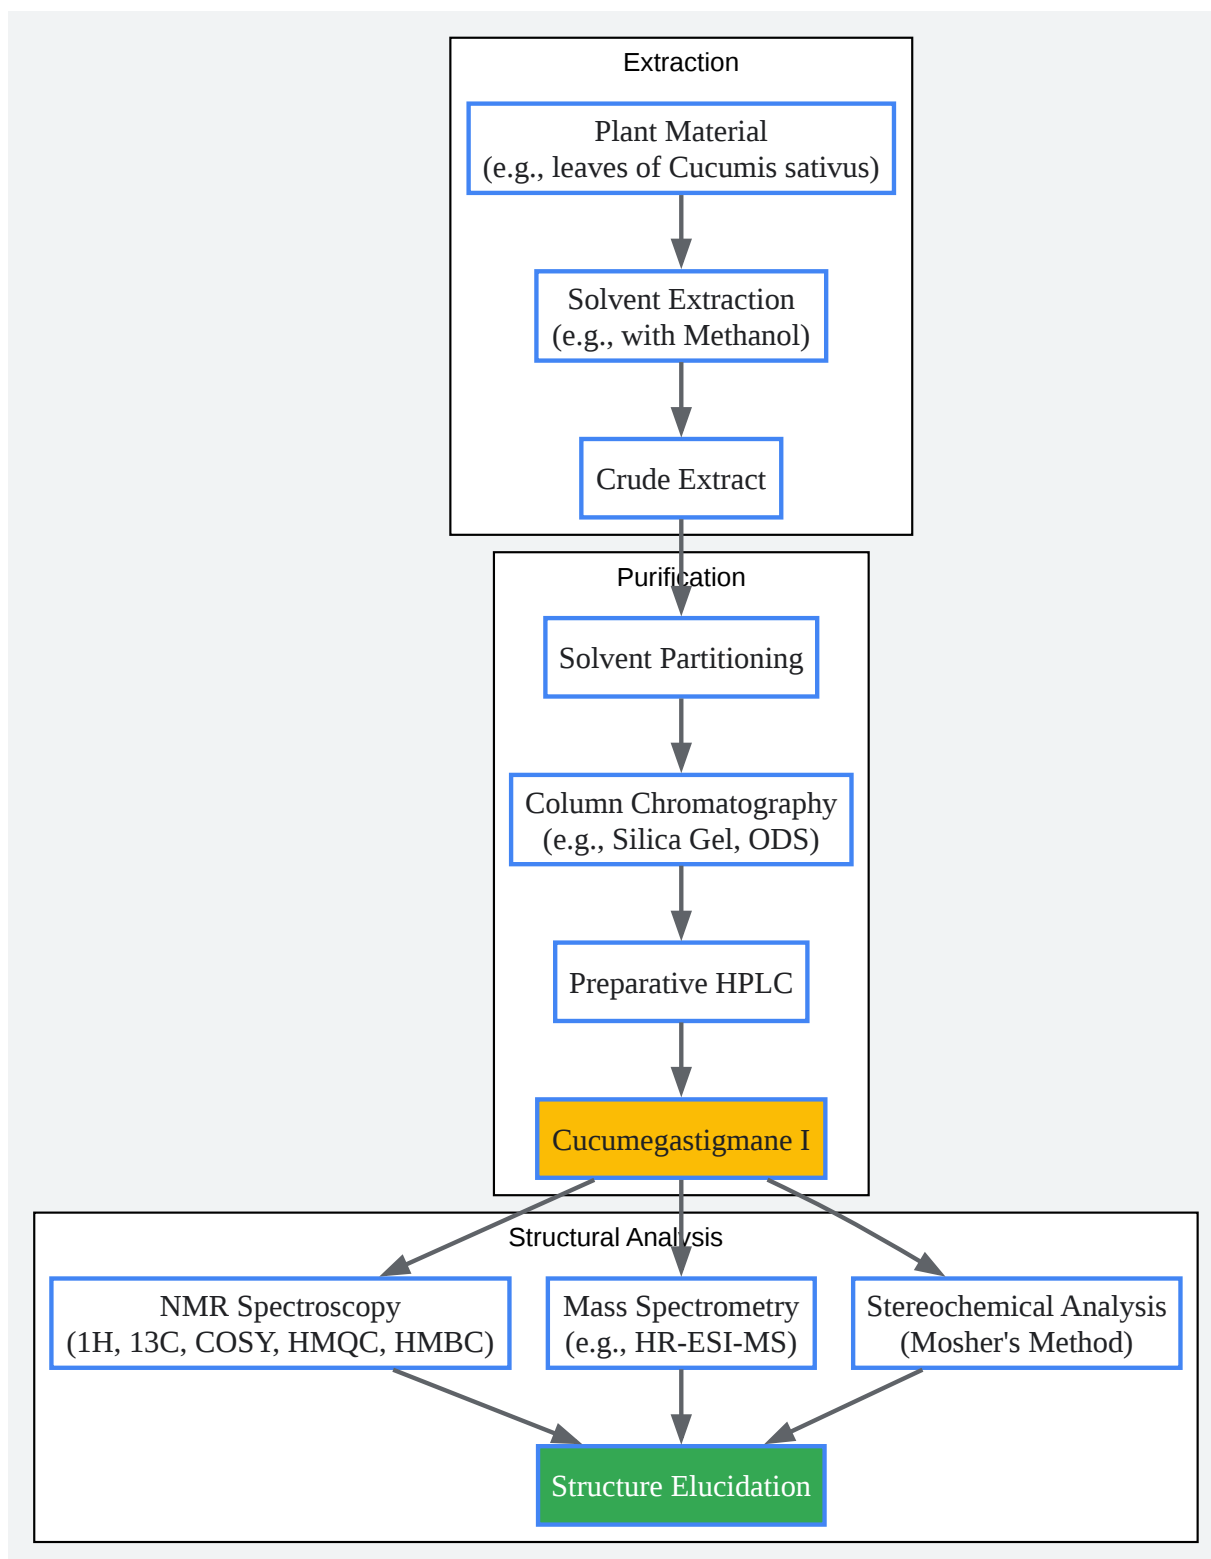 Extraction
Plant Material
(e.g., leaves of Cucumis sativus)
Solvent Extraction
(e.g., with Methanol)
Crude Extract
Purification
Solvent Partitioning
Column Chromatography
(e.g., Silica Gel, ODS)
Preparative HPLC
Cucumegastigmane I
Structural Analysis
NMR Spectroscopy
(1H, 13C, COSY, HMQC, HMBC)
Mass Spectrometry
(e.g., HR-ESI-MS)
Stereochemical Analysis
(Mosher's Method)
Structure Elucidation